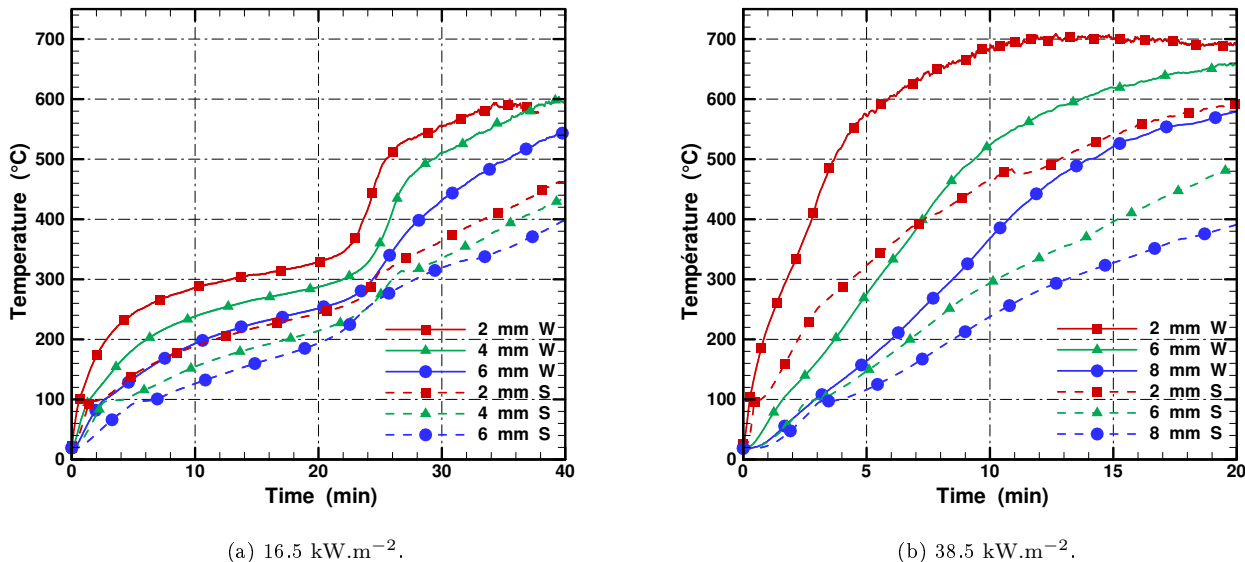 700
600
500
400
300
200
100
0
Température (°C)
0 10 20 30 40
Time (min)
2 mm W
4 mm W
6 mm W
2 mm S
4 mm S
6 mm S
(a) 16.5 kW.m⁻².
700
600
500
400
300
200
100
0
Température (°C)
0 5 10 15 20
Time (min)
2 mm W
6 mm W
8 mm W
2 mm S
6 mm S
8 mm S
(b) 38.5 kW.m⁻².